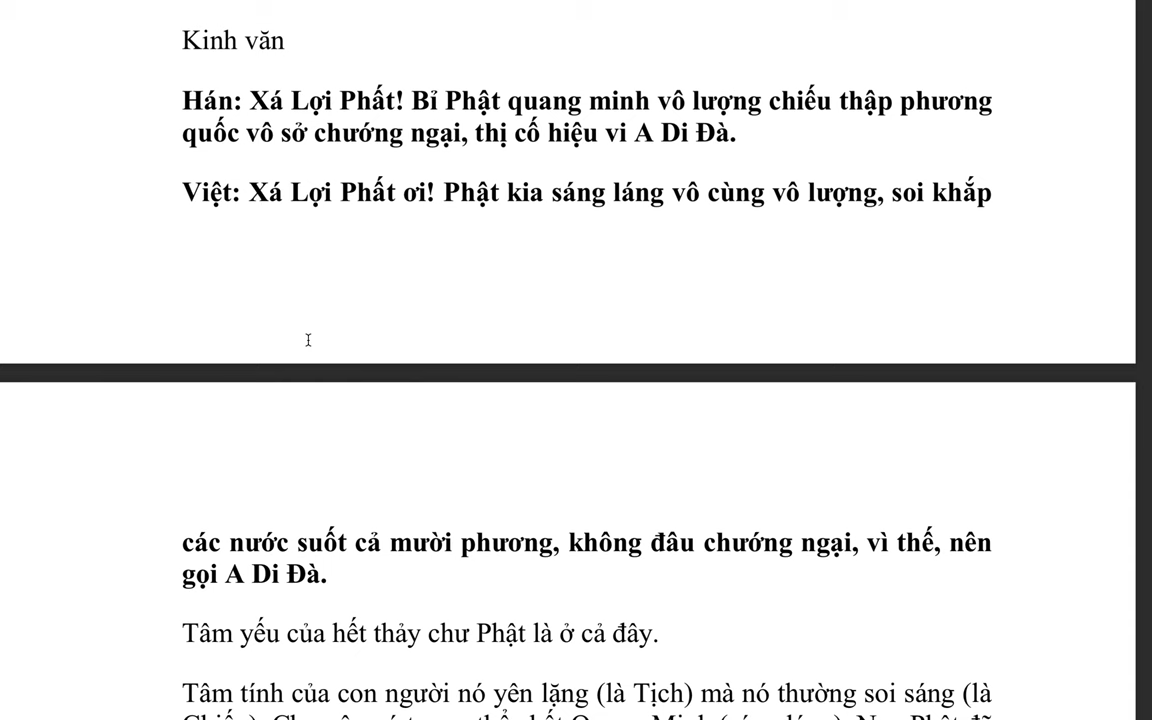 Kinh văn
Hán: Xá Lợi Phất! Bỉ Phật quang minh vô lượng chiếu thập phương
quốc vô sở chướng ngại, thị cố hiệu vi A Di Đà.
Việt: Xá Lợi Phất ơi! Phật kia sáng láng vô cùng vô lượng, soi khắp
các nước suốt cả mười phương, không đâu chướng ngại, vì thế, nên
gọi A Di Đà.
Tâm yếu của hết thảy chư Phật là ở cả đây.
Tâm tính của con người nó yên lặng (là Tịch) mà nó thường soi sáng (là